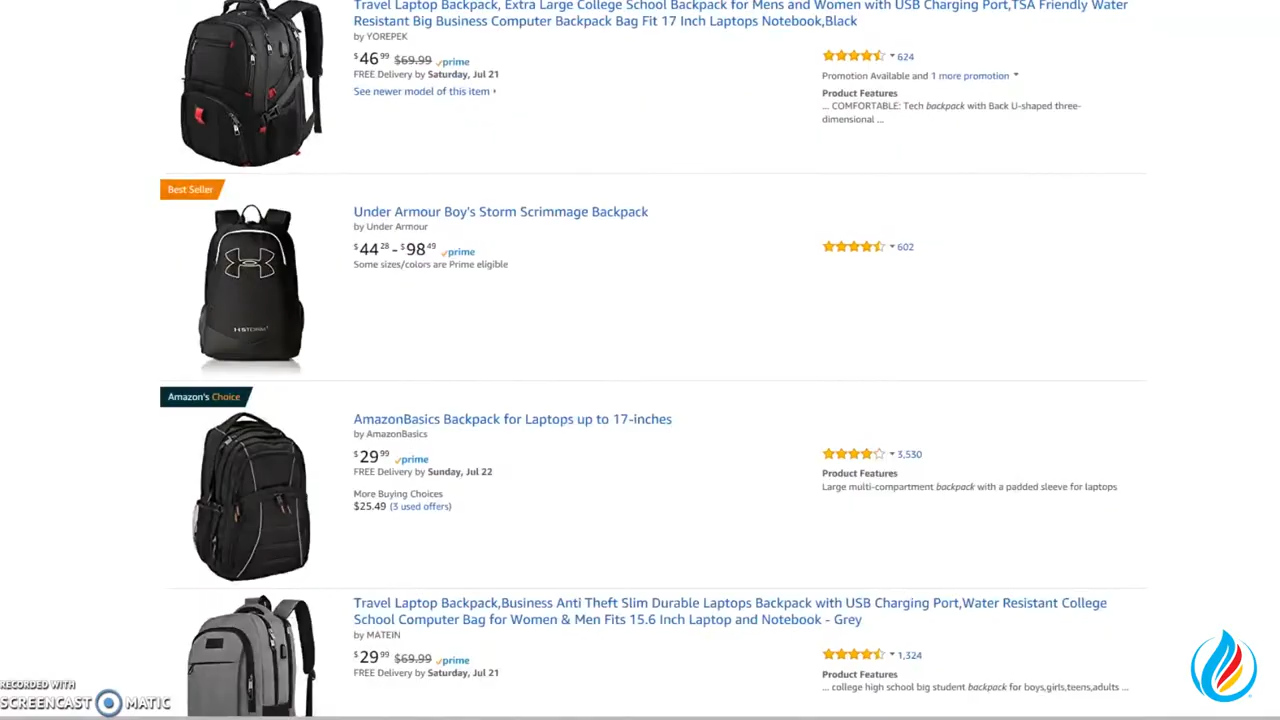 Travel Laptop Backpack, Extra Large College School Backpack for Mens and Women with USB Charging Port,TSA Friendly Water
Resistant Big Business Computer Backpack Bag Fit 17 Inch Laptops Notebook,Black
by YOREPEK
$46.99 $69.99 prime
FREE Delivery by Saturday, Jul 21
See newer model of this item
624
Promotion Available and 1 more promotion
Product Features
... COMFORTABLE: Tech backpack with Back U-shaped three-
dimensional ...
Best Seller
Under Armour Boy's Storm Scrimmage Backpack
by Under Armour
$44.28 - $98.49 prime
Some sizes/colors are Prime eligible
602
STORM
Amazon's Choice
AmazonBasics Backpack for Laptops up to 17-inches
by AmazonBasics
$29.99 prime
FREE Delivery by Sunday, Jul 22
More Buying Choices
$25.49 (3 used offers)
3,530
Product Features
Large multi-compartment backpack with a padded sleeve for laptops
Travel Laptop Backpack,Business Anti Theft Slim Durable Laptops Backpack with USB Charging Port,Water Resistant College
School Computer Bag for Women & Men Fits 15.6 Inch Laptop and Notebook - Grey
by MATEIN
$29.99 $69.99 prime
FREE Delivery by Saturday, Jul 21
1,324
Product Features
... college high school big student backpack for boys,girls,teens,adults ...
RECORDED WITH
SCREENCAST MATIC